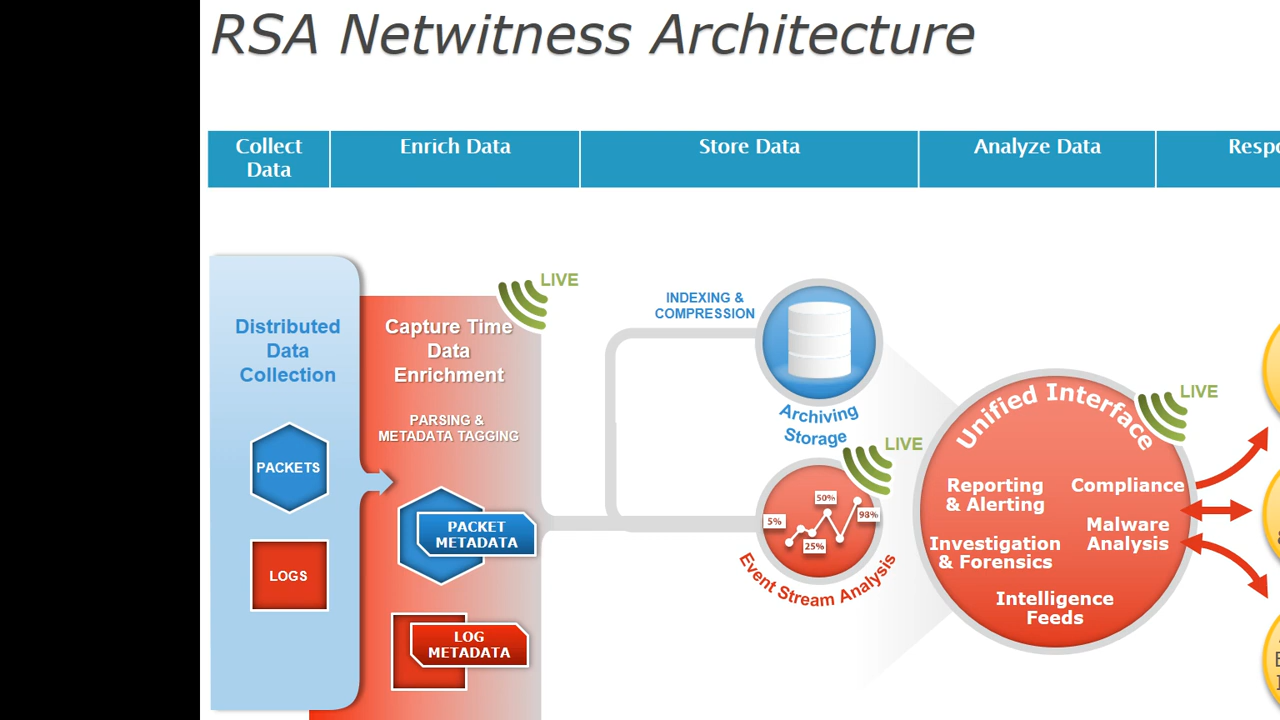 RSA Netwitness Architecture
Collect
Data
Enrich Data
Store Data
Analyze Data
Distributed
Data
Collection
PACKETS
LOGS
LIVE
Capture Time
Data
Enrichment
PARSING &
METADATA TAGGING
PACKET
METADATA
LOG
METADATA
INDEXING &
COMPRESSION
Archiving
Storage
LIVE
5%
25%
50%
98%
Event Stream Analysis
LIVE
Unified Interface
Reporting
& Alerting
Compliance
Malware
Analysis
Investigation
& Forensics
Intelligence
Feeds